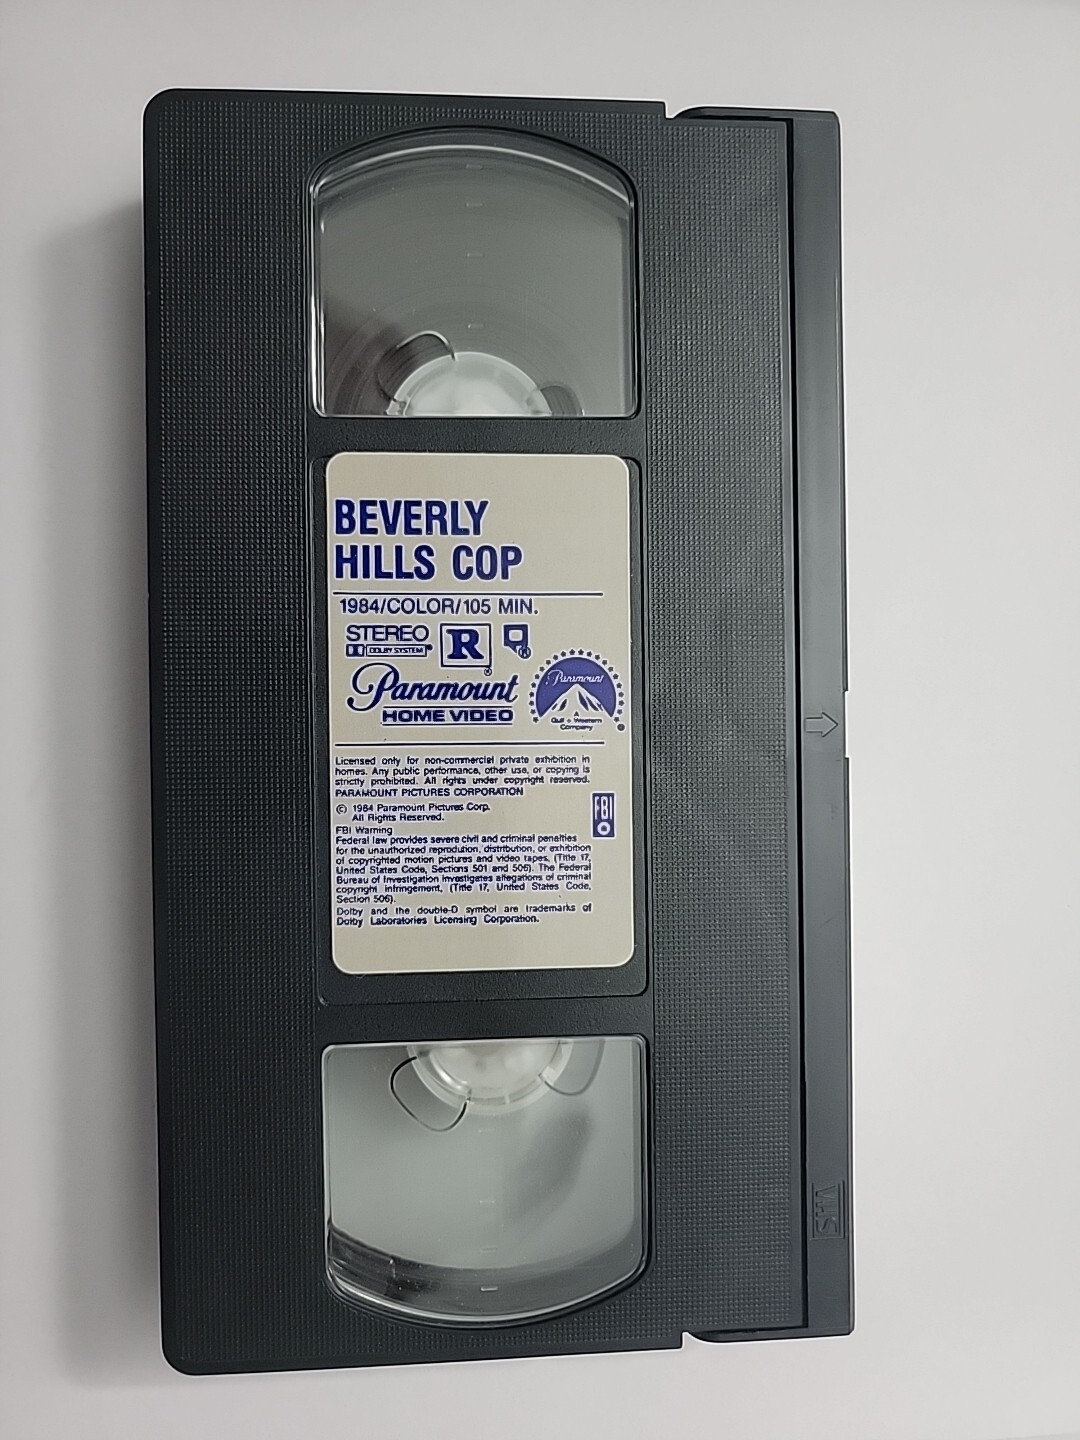 BEVERLY
HILLS COP
1984/COLOR/105 MIN.
STEREO
DOLBY SYSTEM®
R
®
®
Paramount
HOME VIDEO
Paramount
A
Gulf + Western
Company
®
Licensed only for non-commercial private exhibition in
homes. Any public performance, other use, or copying is
strictly prohibited. All rights under copyright reserved.
PARAMOUNT PICTURES CORPORATION
© 1984 Paramount Pictures Corp.
All Rights Reserved.
FBI
FBI Warning
Federal law provides severe civil and criminal penalties
for the unauthorized reproduction, distribution, or exhibition
of copyrighted motion pictures and video tapes, (Title 17,
United States Code, Sections 501 and 506). The Federal
Bureau of Investigation investigates allegations of criminal
copyright infringement, (Title 17, United States Code,
Section 506).
Dolby and the double-D symbol are trademarks of
Dolby Laboratories Licensing Corporation.
VHS